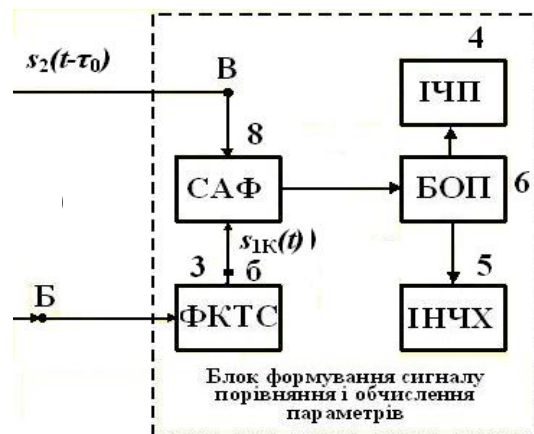 4
s₂(t-τ₀)
В
ІЧП
8
САФ
БОП 6
s₁К(t))
3 б
5
Б
ФКТС
ІНЧХ
Блок формування сигналу
порівняння і обчислення
параметрів